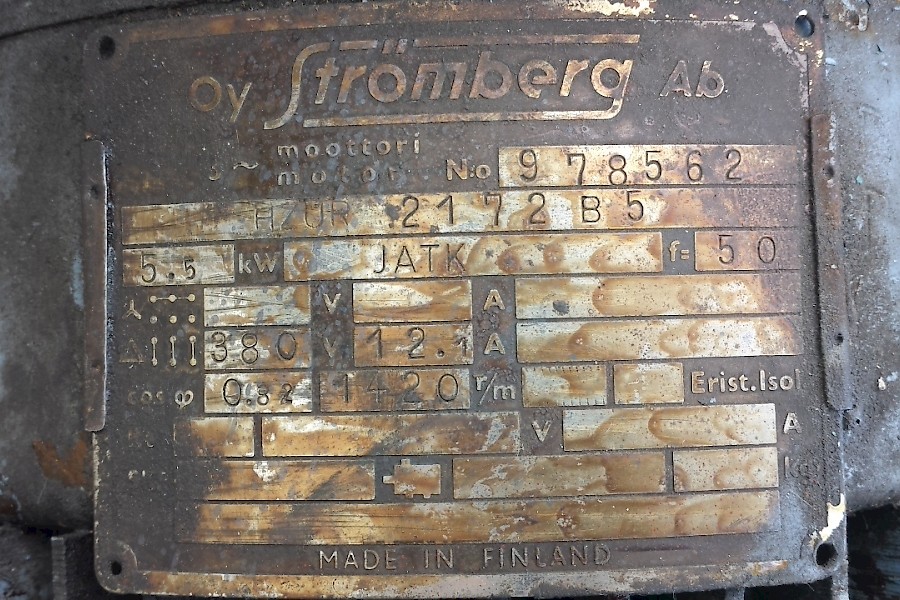 Oy Strömberg Ab
3~ moottori motor N:o 978562
HZUR 2172 B5
5.5 kW JATK f= 50
V A
Δ 380 V 12.1 A
cos φ 0.82 1420 r/m Erist.Isol
V A
MADE IN FINLAND